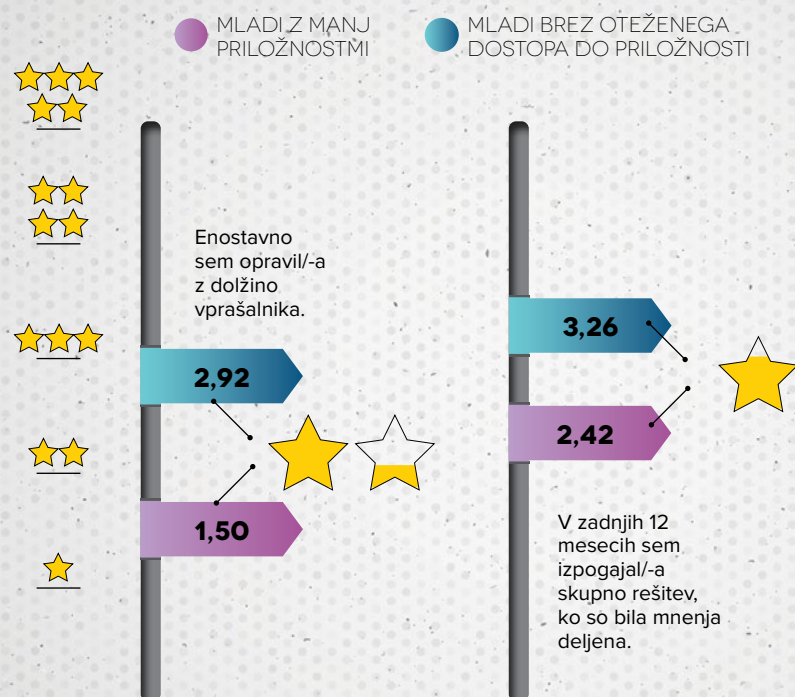 MLADI Z MANJ
PRILOŽNOSTMI
MLADI BREZ OTEŽENEGA
DOSTOPA DO PRILOŽNOSTI
Enostavno
sem opravil/-a
z dolžino
vprašalnika.
2,92
1,50
3,26
2,42
V zadnjih 12
mesecih sem
izpogajal/-a
skupno rešitev,
ko so bila mnenja
deljena.